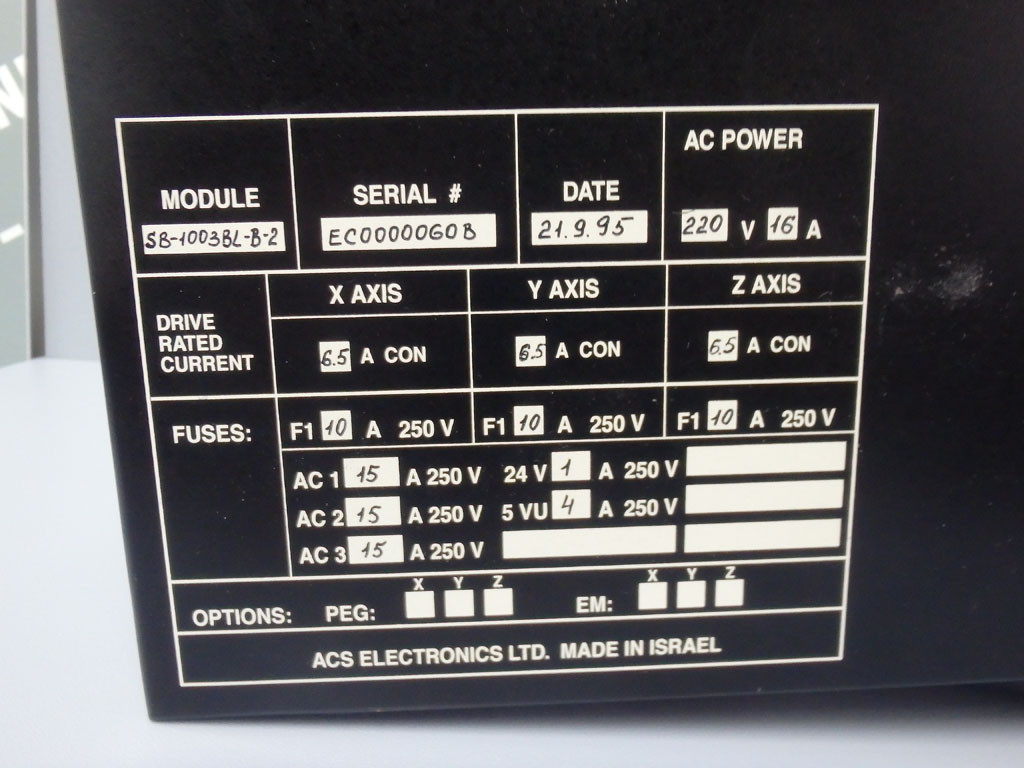 MODULE SERIAL # DATE AC POWER
SB-1003BL-B-2 EC0000060B 21.9.95 220 V 16 A
DRIVE RATED CURRENT
X AXIS Y AXIS Z AXIS
6.5 A CON 6.5 A CON 6.5 A CON
FUSES: F1 10 A 250 V F1 10 A 250 V F1 10 A 250 V
AC 1 15 A 250 V 24 V 1 A 250 V
AC 2 15 A 250 V 5 VU 4 A 250 V
AC 3 15 A 250 V
X Y Z X Y Z
OPTIONS: PEG: EM:
ACS ELECTRONICS LTD. MADE IN ISRAEL